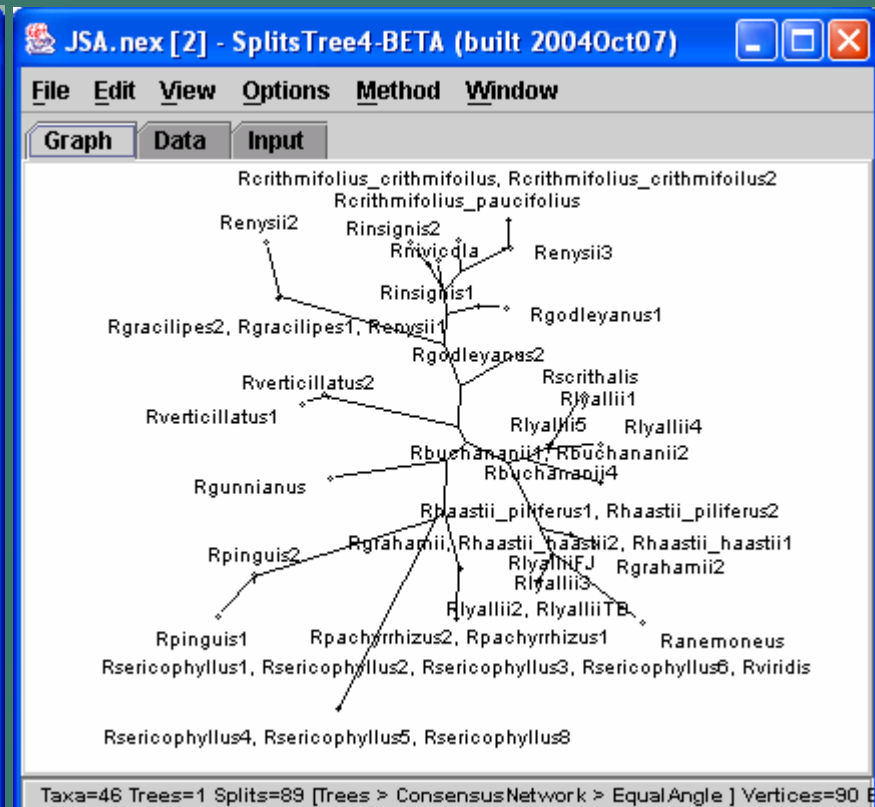 JSA.nex [2] - SplitsTree4-BETA (built 2004Oct07)
File Edit View Options Method Window
Graph Data Input
Rcrithmifolius_crithmifoilus, Rcrithmifolius_crithmifoilus2
Rcrithmifolius_paucifolius
Renysii2
Rinsignis2
Rnivicola
Renysii3
Rinsignis1
Rgodleyanus1
Rgracilipes2, Rgracilipes1, Renysii1
Rgodleyanus2
Rverticillatus2
Rscrithalis
Rlyallii1
Rverticillatus1
Rlyallii5
Rlyallii4
Rbuchananii1, Rbuchananii2
Rbuchananii4
Rgunnianus
Rhaastii_piliferus1, Rhaastii_piliferus2
Rgrahamii, Rhaastii_haastii2, Rhaastii_haastii1
Rpinguis2
RlyalliiFJ
Rgrahamii2
Rlyallii3
Rlyallii2, RlyalliiTB
Rpinguis1
Rpachyrrhizus2, Rpachyrrhizus1
Ranemoneus
Rsericophyllus1, Rsericophyllus2, Rsericophyllus3, Rsericophyllus6, Rviridis
Rsericophyllus4, Rsericophyllus5, Rsericophyllus8
Taxa=46 Trees=1 Splits=89 [Trees > ConsensusNetwork > EqualAngle ] Vertices=90 E